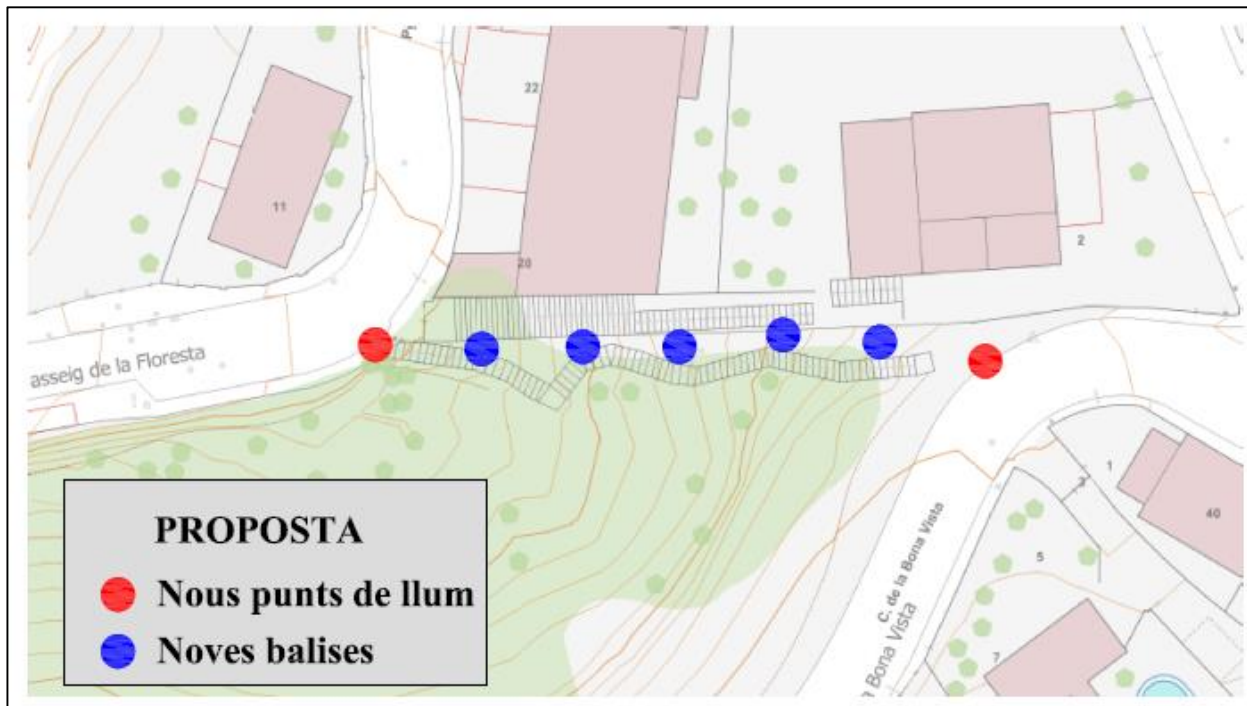 22
11
20
2
asseig de la Floresta
1
3
40
5
7
C. de la Bona Vista
a Bona Vista
PROPOSTA
Nous punts de llum
Noves balises